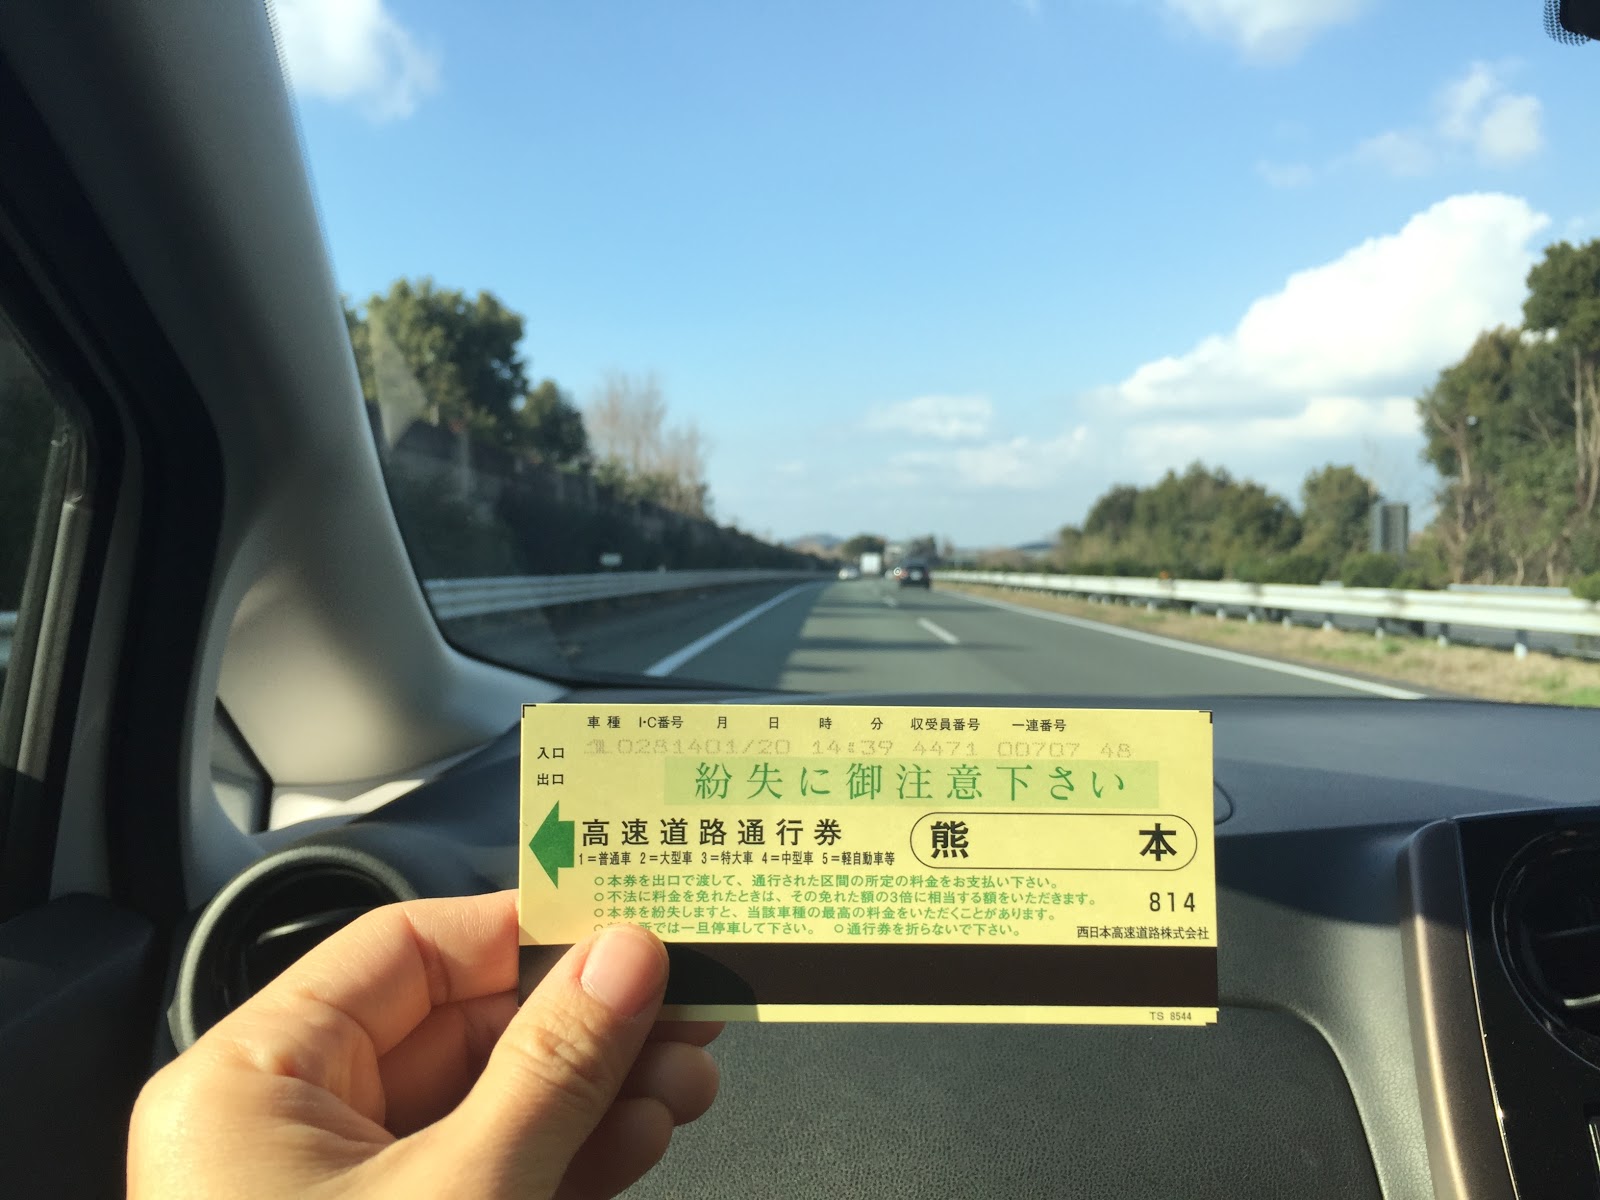 車種 I・C番号 月 日 時 分 収受員番号 一連番号
入口 1L0281401/20 14:39 4471 00707 48
出口
紛失に御注意下さい
高速道路通行券 熊本
1=普通車 2=大型車 3=特大車 4=中型車 5=軽自動車等
○本券を出口で渡して、通行された区間の所定の料金をお支払い下さい。
○不法に料金を免れたときは、その免れた額の3倍に相当する額をいただきます。
○本券を紛失しますと、当該車種の最高の料金をいただくことがあります。
814
所では一旦停車して下さい。 ○通行券を折らないで下さい。
西日本高速道路株式会社
TS 8544